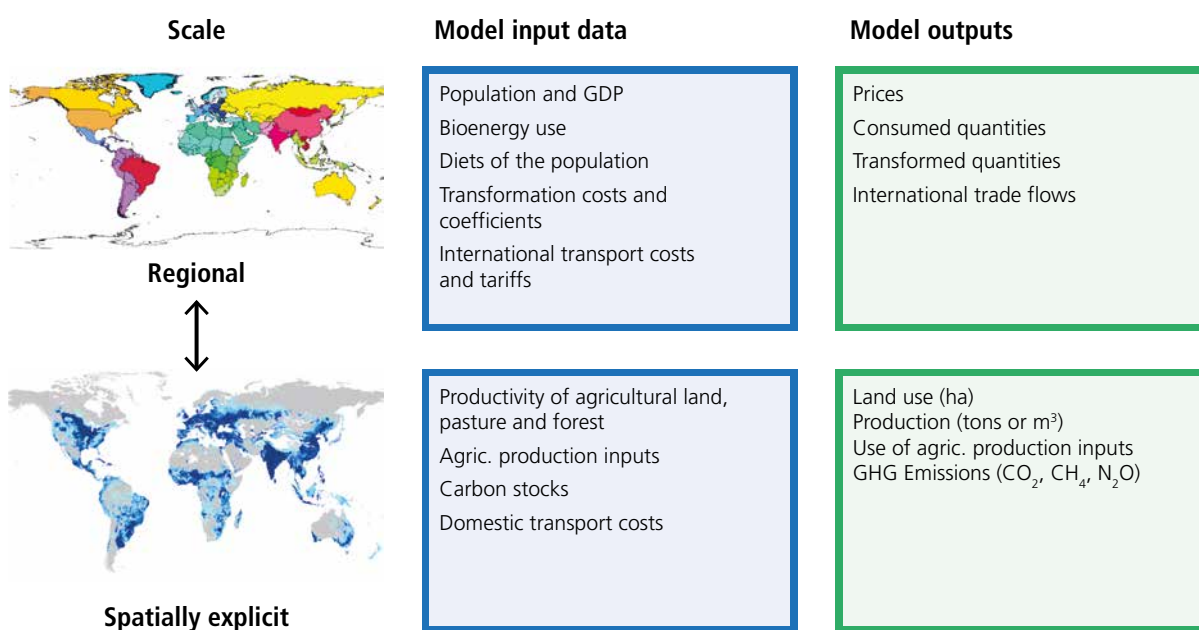 Scale
Model input data
Model outputs
Population and GDP
Bioenergy use
Diets of the population
Transformation costs and
coefficients
International transport costs
and tariffs
Prices
Consumed quantities
Transformed quantities
International trade flows
Regional
Productivity of agricultural land,
pasture and forest
Agric. production inputs
Carbon stocks
Domestic transport costs
Land use (ha)
Production (tons or m³)
Use of agric. production inputs
GHG Emissions (CO₂, CH₄, N₂O)
Spatially explicit